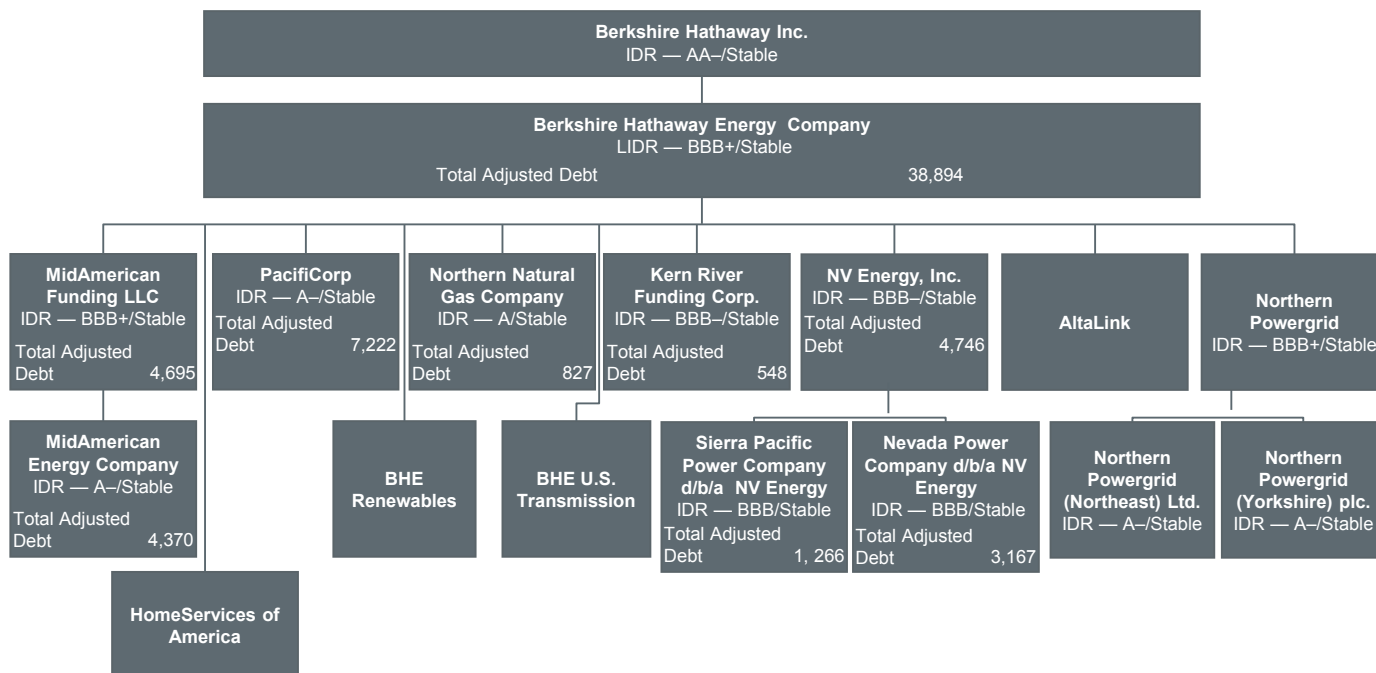 Berkshire Hathaway Inc.
IDR — AA–/Stable
Berkshire Hathaway Energy Company
LIDR — BBB+/Stable
Total Adjusted Debt 38,894
MidAmerican
Funding LLC
IDR — BBB+/Stable
Total Adjusted
Debt 4,695
PacifiCorp
IDR — A–/Stable
Total Adjusted
Debt 7,222
Northern Natural
Gas Company
IDR — A/Stable
Total Adjusted
Debt 827
Kern River
Funding Corp.
IDR — BBB–/Stable
Total Adjusted
Debt 548
NV Energy, Inc.
IDR — BBB–/Stable
Total Adjusted
Debt 4,746
AltaLink
Northern
Powergrid
IDR — BBB+/Stable
MidAmerican
Energy Company
IDR — A–/Stable
Total Adjusted
Debt 4,370
BHE
Renewables
BHE U.S.
Transmission
Sierra Pacific
Power Company
d/b/a NV Energy
IDR — BBB/Stable
Total Adjusted
Debt 1, 266
Nevada Power
Company d/b/a NV
Energy
IDR — BBB/Stable
Total Adjusted
Debt 3,167
Northern
Powergrid
(Northeast) Ltd.
IDR — A–/Stable
Northern
Powergrid
(Yorkshire) plc.
IDR — A–/Stable
HomeServices of
America